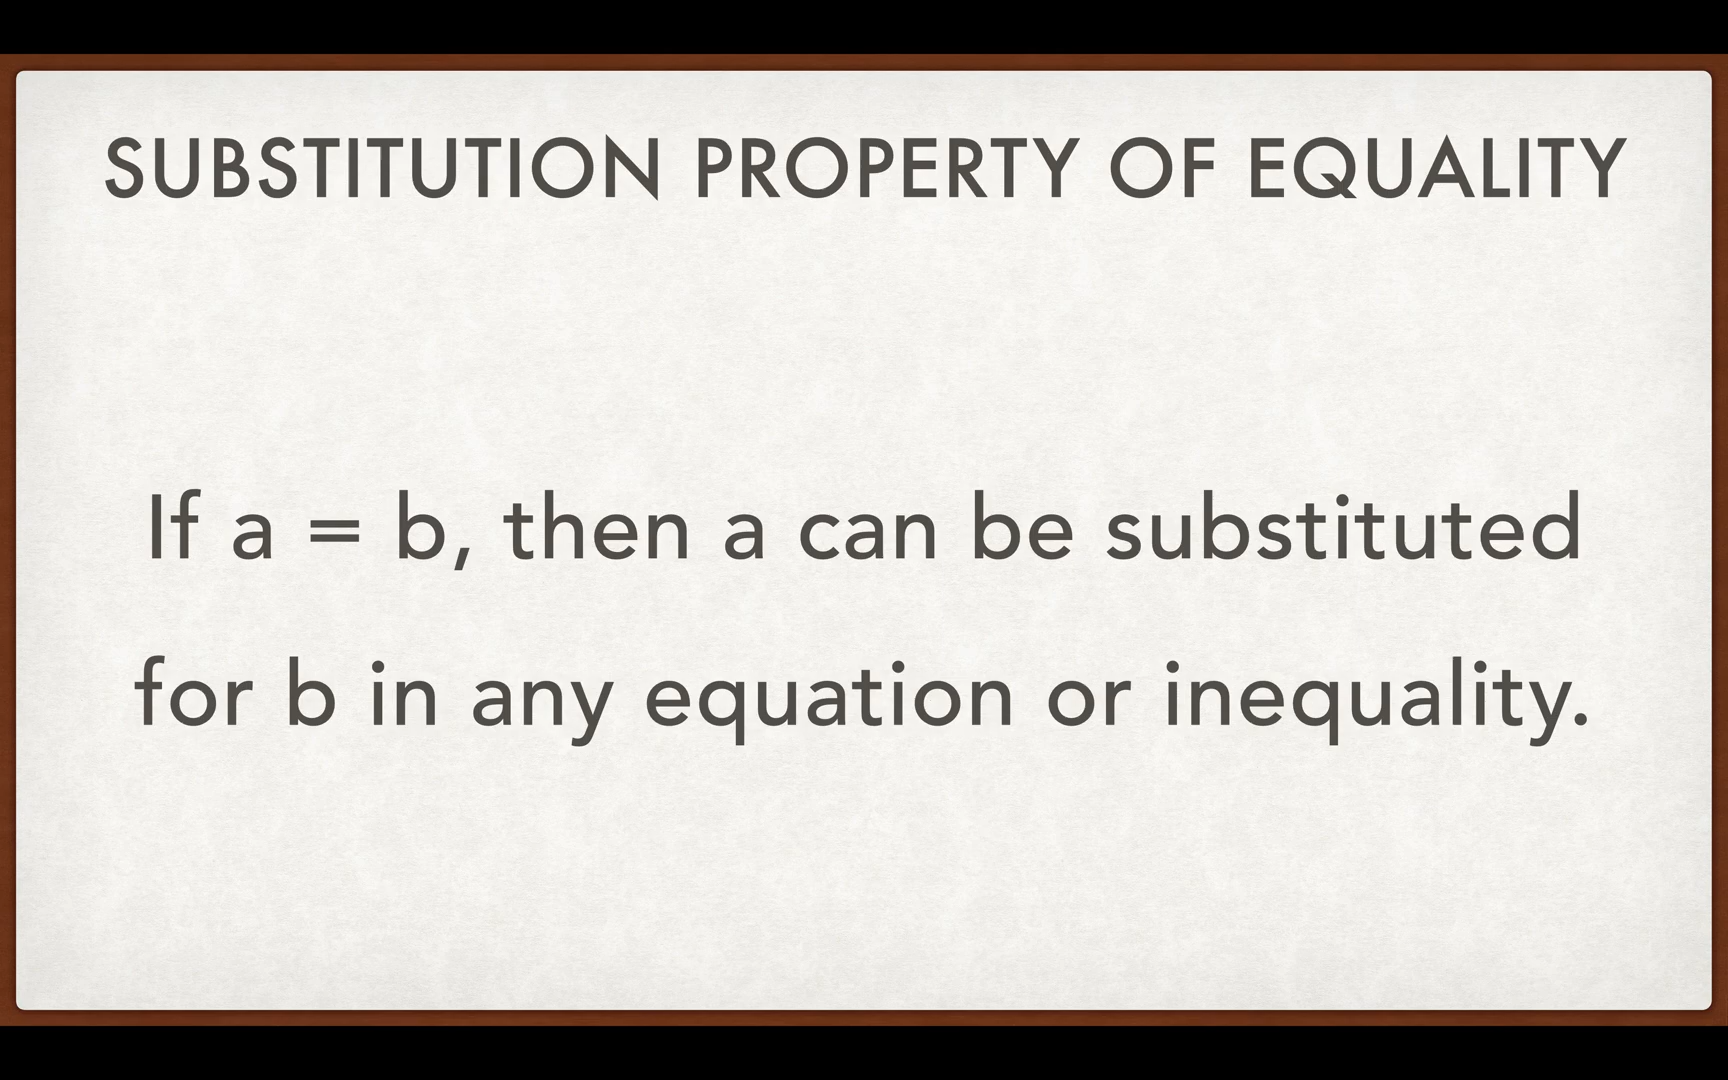 SUBSTITUTION PROPERTY OF EQUALITY
If a = b, then a can be substituted
for b in any equation or inequality.